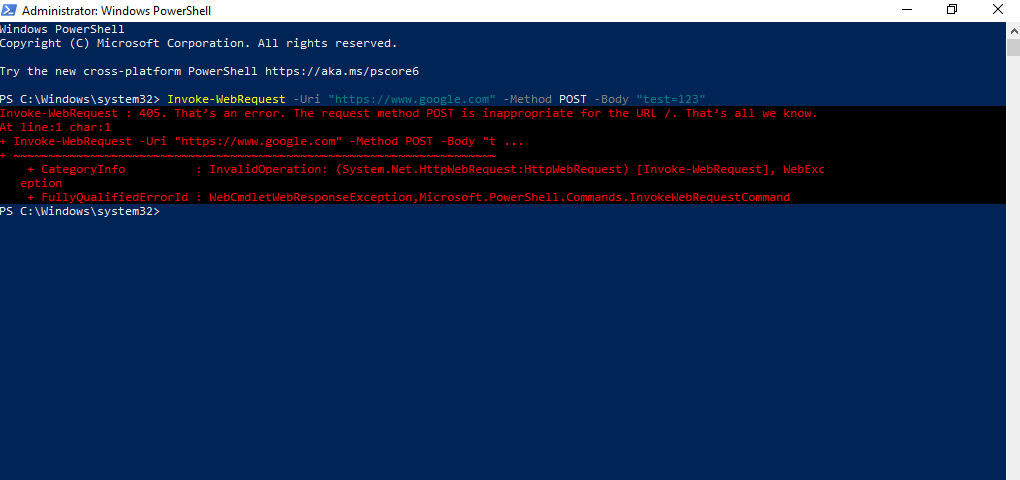 Administrator: Windows PowerShell
Windows PowerShell
Copyright (C) Microsoft Corporation. All rights reserved.
Try the new cross-platform PowerShell https://aka.ms/pscore6
PS C:\Windows\system32> Invoke-WebRequest -Uri "https://www.google.com" -Method POST -Body "test=123"
Invoke-WebRequest : 405. That’s an error. The request method POST is inappropriate for the URL /. That’s all we know.
At line:1 char:1
+ Invoke-WebRequest -Uri "https://www.google.com" -Method POST -Body "t ...
+ ~~~~~~~~~~~~~~~~~~~~~~~~~~~~~~~~~~~~~~~~~~~~~~~~~~~~~~~~~~~~~~~~~~~~~
+ CategoryInfo          : InvalidOperation: (System.Net.HttpWebRequest:HttpWebRequest) [Invoke-WebRequest], WebExc
eption
+ FullyQualifiedErrorId : WebCmdletWebResponseException,Microsoft.PowerShell.Commands.InvokeWebRequestCommand
PS C:\Windows\system32>